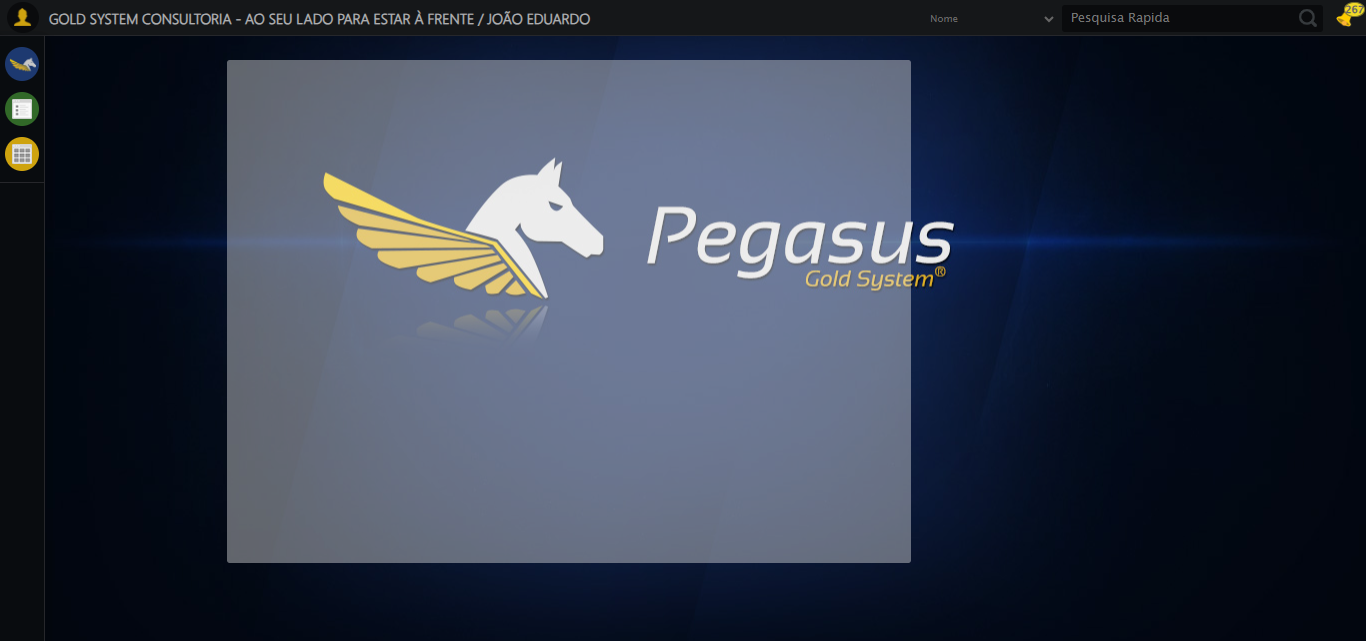 GOLD SYSTEM CONSULTORIA - AO SEU LADO PARA ESTAR À FRENTE / JOÃO EDUARDO
Nome
Pesquisa Rapida
267
Pegasus
Gold System®